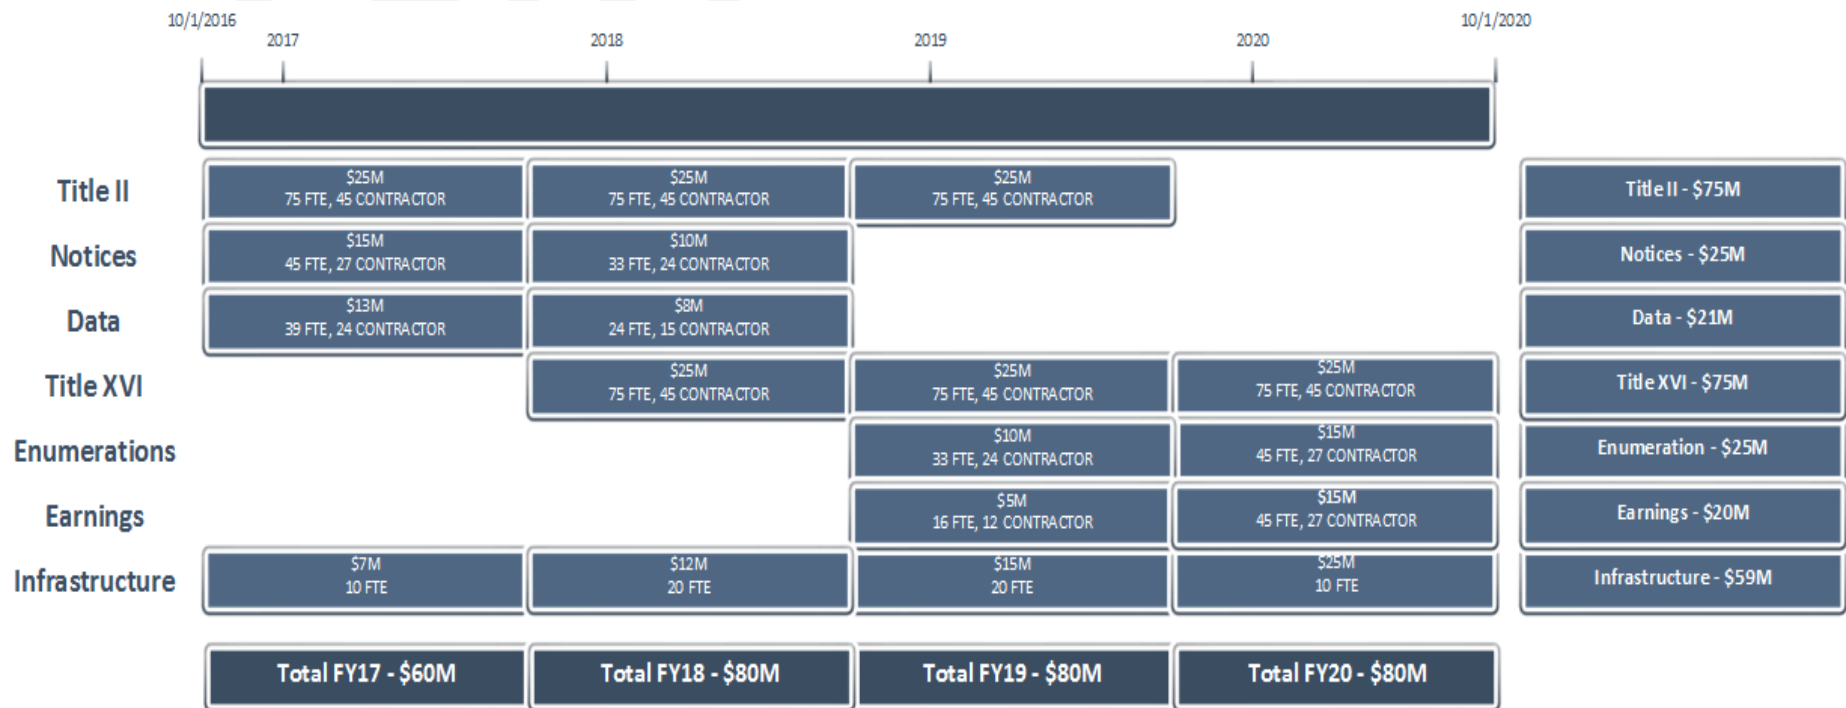 10/1/2016
10/1/2020
2017
2018
2019
2020
Title II
$25M
75 FTE, 45 CONTRACTOR
$25M
75 FTE, 45 CONTRACTOR
$25M
75 FTE, 45 CONTRACTOR
Title II - $75M
Notices
$15M
45 FTE, 27 CONTRACTOR
$10M
33 FTE, 24 CONTRACTOR
Notices - $25M
Data
$13M
39 FTE, 24 CONTRACTOR
$8M
24 FTE, 15 CONTRACTOR
Data - $21M
Title XVI
$25M
75 FTE, 45 CONTRACTOR
$25M
75 FTE, 45 CONTRACTOR
$25M
75 FTE, 45 CONTRACTOR
Title XVI - $75M
Enumerations
$10M
33 FTE, 24 CONTRACTOR
$15M
45 FTE, 27 CONTRACTOR
Enumeration - $25M
Earnings
$5M
16 FTE, 12 CONTRACTOR
$15M
45 FTE, 27 CONTRACTOR
Earnings - $20M
Infrastructure
$7M
10 FTE
$12M
20 FTE
$15M
20 FTE
$25M
10 FTE
Infrastructure - $59M
Total FY17 - $60M
Total FY18 - $80M
Total FY19 - $80M
Total FY20 - $80M